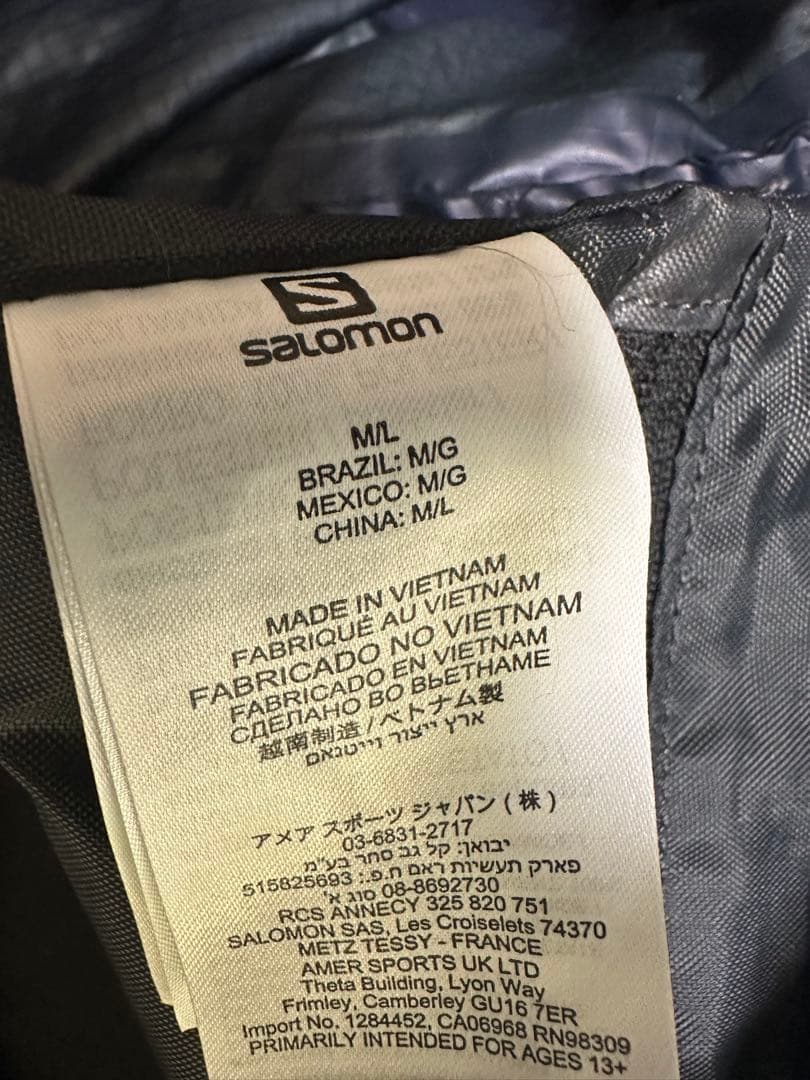 S
SALOMON
M/L
BRAZIL: M/G
MEXICO: M/G
CHINA: M/L
MADE IN VIETNAM
FABRIQUÉ AU VIETNAM
FABRICADO NO VIETNAM
FABRICADO EN VIETNAM
СДЕЛАНО ВО ВЬЕТНАМЕ
越南制造/ベトナム製
ארץ ייצור וייטנאם
アメア スポーツ ジャパン (株)
03-6831-2717
יבואן: קל גב סחר בע"מ
פארק תעשיות ראם ח.פ.: 515825693
08-8692730 סוג א'
RCS ANNECY 325 820 751
SALOMON SAS, Les Croiselets 74370
METZ TESSY - FRANCE
AMER SPORTS UK LTD
Theta Building, Lyon Way
Frimley, Camberley GU16 7ER
Import No. 1284452, CA06968 RN98309
PRIMARILY INTENDED FOR AGES 13+